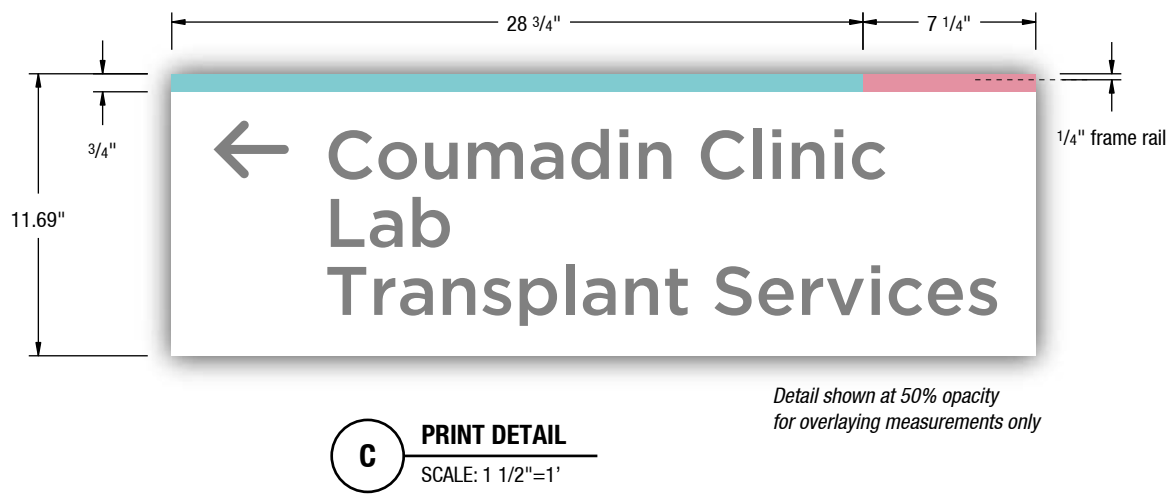 28 3/4"
7 1/4"
3/4"
1/4" frame rail
11.69"
Coumadin Clinic
Lab
Transplant Services
Detail shown at 50% opacity
for overlaying measurements only
C
PRINT DETAIL
SCALE: 1 1/2"=1'